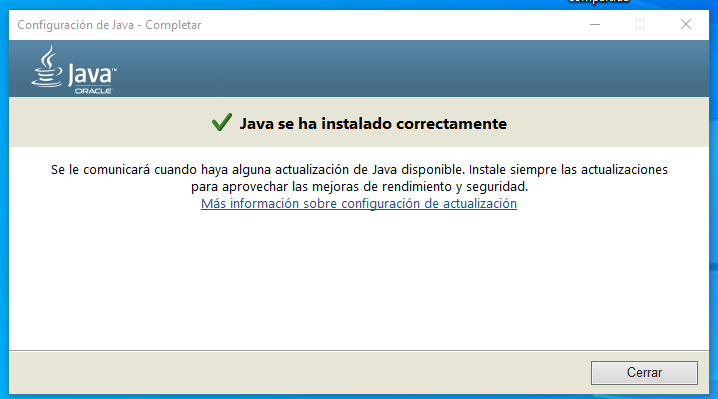 Configuración de Java - Completar
Java™
ORACLE
Java se ha instalado correctamente
Se le comunicará cuando haya alguna actualización de Java disponible. Instale siempre las actualizaciones
para aprovechar las mejoras de rendimiento y seguridad.
Más información sobre configuración de actualización
Cerrar